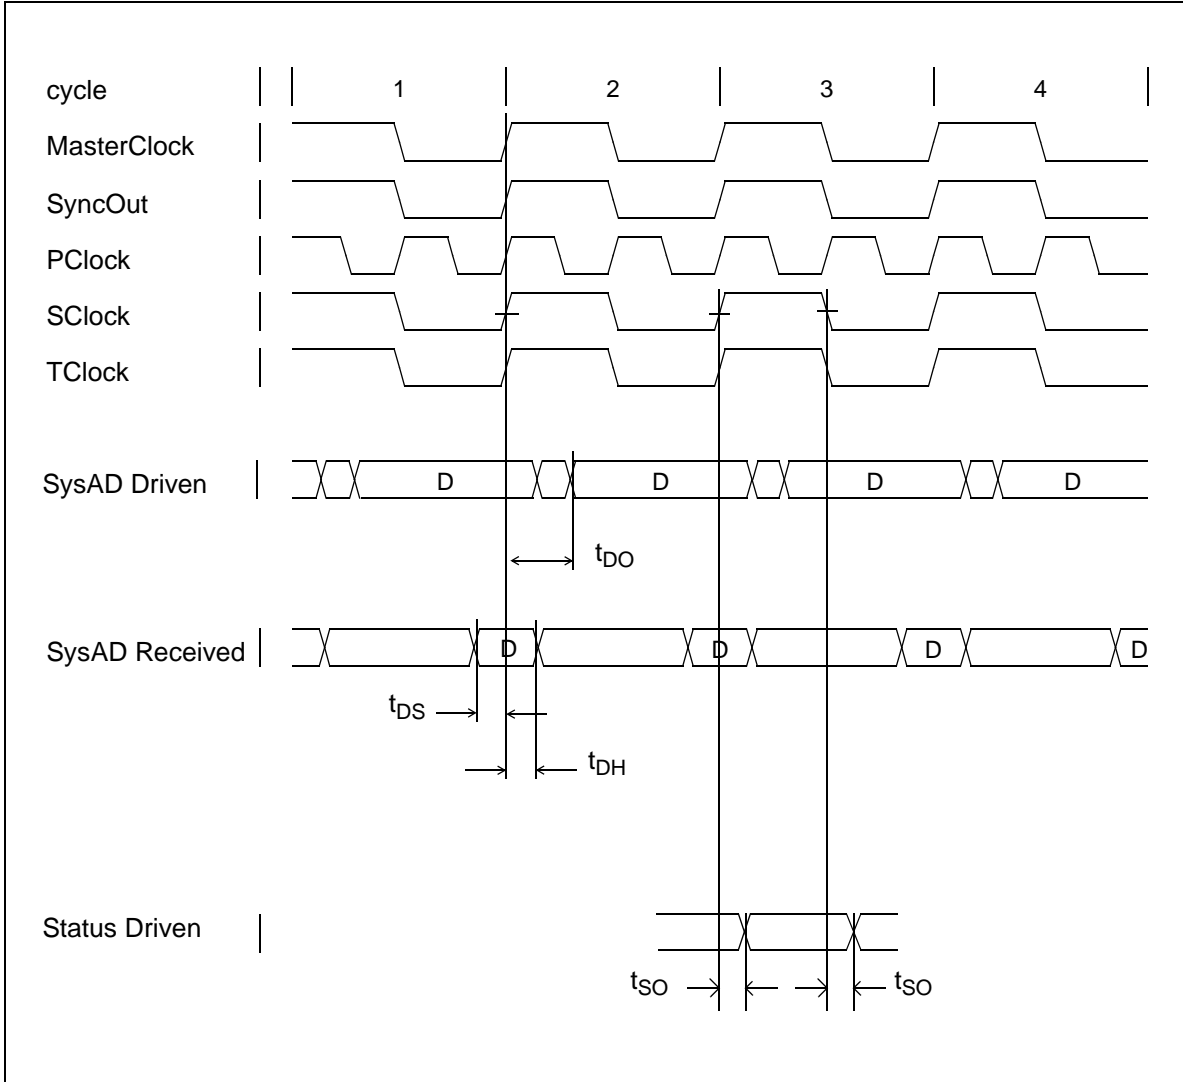 cycle 1 2 3 4
MasterClock
SyncOut
PClock
SClock
TClock
SysAD Driven D D D D
tDO
SysAD Received D D D D
tDS
tDH
Status Driven
tSO tSO